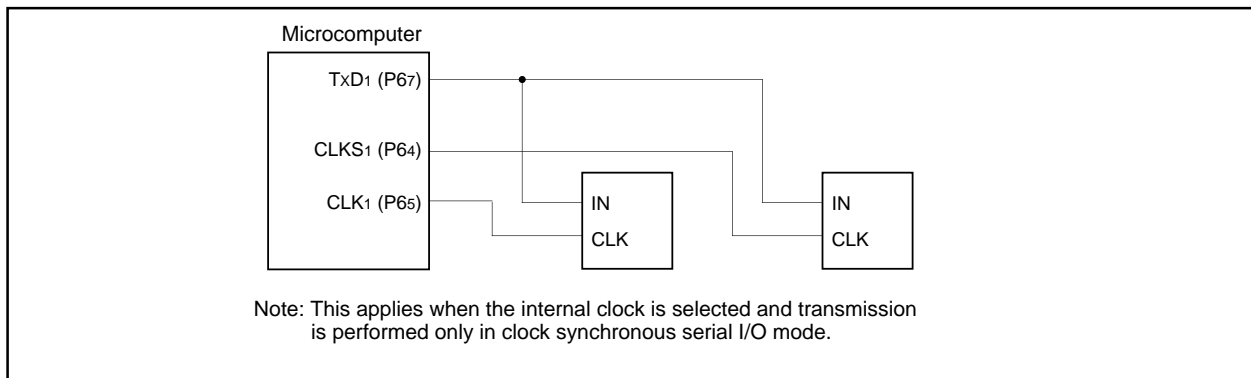 Microcomputer
TXD1 (P67)
CLKS1 (P64)
CLK1 (P65)
IN
CLK
IN
CLK
Note: This applies when the internal clock is selected and transmission
is performed only in clock synchronous serial I/O mode.